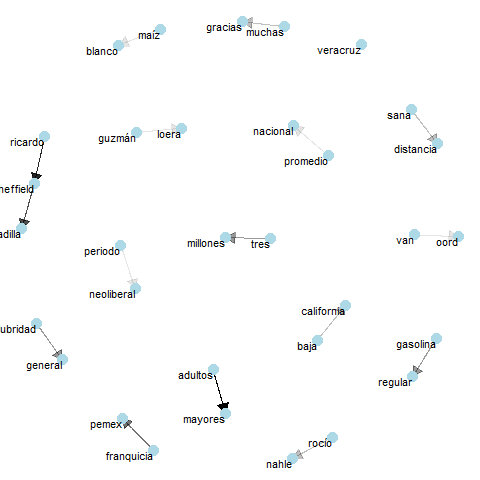 maíz
blanco
gracias
muchas
veracruz
sana
distancia
ricardo
heffield
adilla
guzmán
loera
nacional
promedio
periodo
neoliberal
millones
tres
van
oord
california
baja
ubridad
general
gasolina
regular
adultos
mayores
pemex
franquicia
rocío
nahle